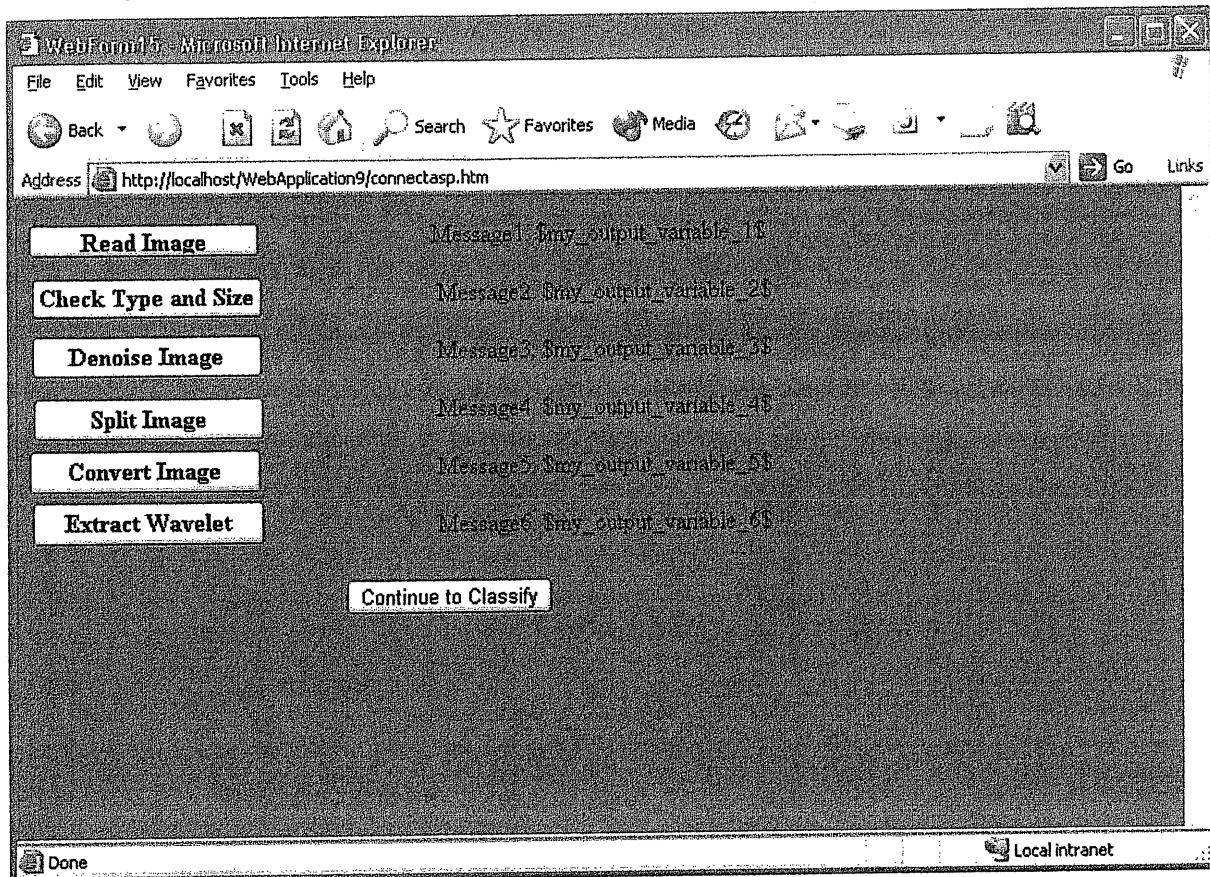 WebForm15 - Microsoft Internet Explorer
File Edit View Favorites Tools Help
Back Search Favorites Media
Address http://localhost/WebApplication9/connectasp.htm Go Links
Read Image Message1: $my_output_variable_1$
Check Type and Size Message2: $my_output_variable_2$
Denoise Image Message3: $my_output_variable_3$
Split Image Message4: $my_output_variable_4$
Convert Image Message5: $my_output_variable_5$
Extract Wavelet Message6: $my_output_variable_6$
Continue to Classify
Done Local intranet